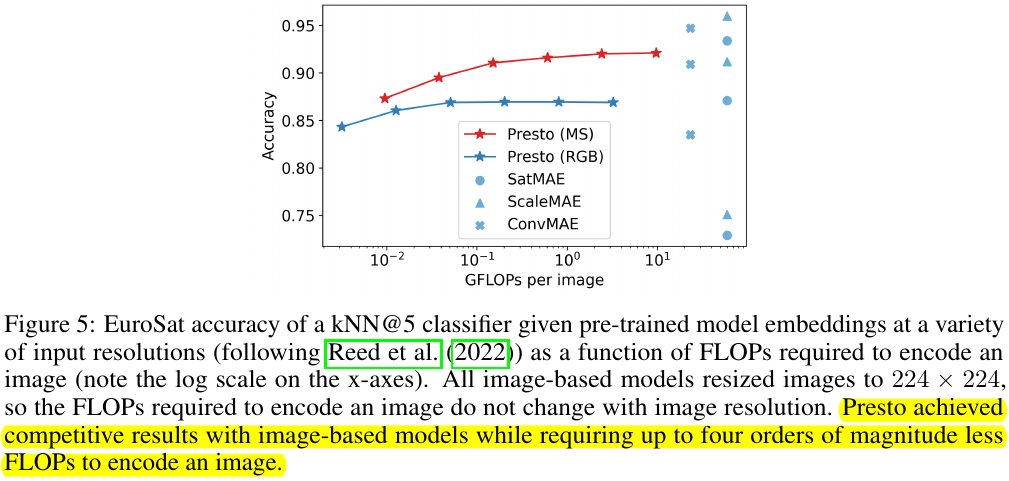 0.95
0.90
0.85
0.80
0.75
Accuracy
Presto (MS)
Presto (RGB)
SatMAE
ScaleMAE
ConvMAE
10⁻² 10⁻¹ 10⁰ 10¹
GFLOPs per image
Figure 5: EuroSat accuracy of a kNN@5 classifier given pre-trained model embeddings at a variety
of input resolutions (following Reed et al. (2022)) as a function of FLOPs required to encode an
image (note the log scale on the x-axes). All image-based models resized images to 224 × 224,
so the FLOPs required to encode an image do not change with image resolution. Presto achieved
competitive results with image-based models while requiring up to four orders of magnitude less
FLOPs to encode an image.